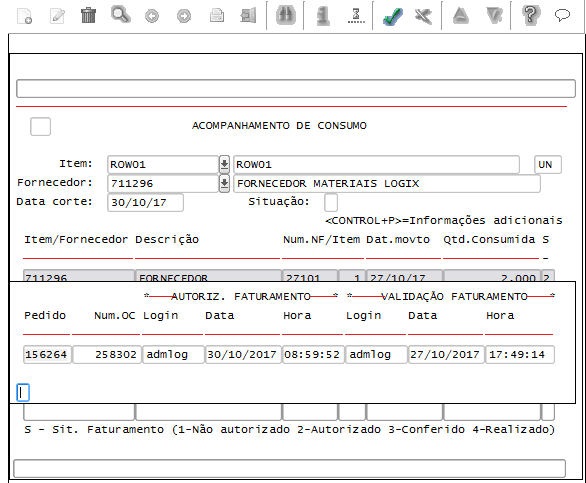 ACOMPANHAMENTO DE CONSUMO
Item: ROW01 ROW01 UN
Fornecedor: 711296 FORNECEDOR MATERIAIS LOGIX
Data corte: 30/10/17 Situação:
<CONTROL+P>=Informações adicionais
Item/Fornecedor Descrição Num.NF/Item Dat.movto Qtd.Consumida S
-
711296 FORNECEDOR 27101 1 27/10/17 2.000 2
* AUTORIZ. FATURAMENTO * * VALIDAÇÃO FATURAMENTO *
Pedido Num.OC Login Data Hora Login Data Hora
156264 258302 admlog 30/10/2017 08:59:52 admlog 27/10/2017 17:49:14
S - Sit. Faturamento (1-Não autorizado 2-Autorizado 3-Conferido 4-Realizado)